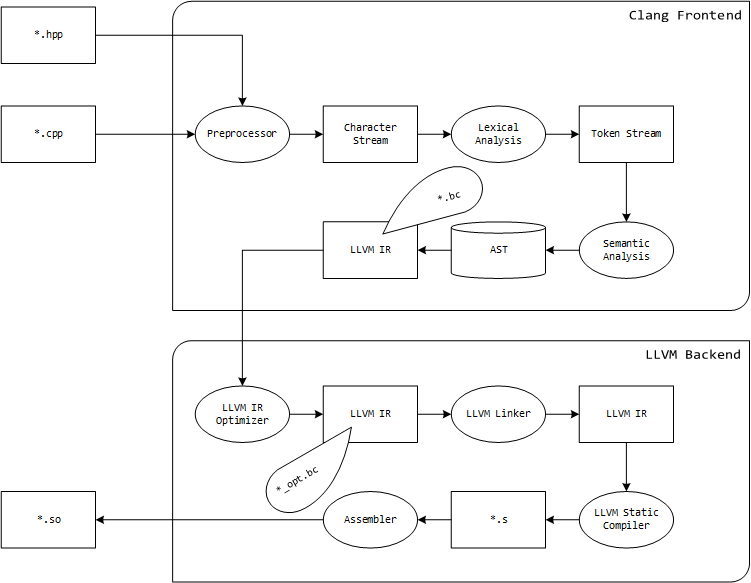 Clang Frontend
*.hpp
*.cpp
Preprocessor
Character
Stream
Lexical
Analysis
Token Stream
*.bc
LLVM IR
AST
Semantic
Analysis
LLVM Backend
LLVM IR
Optimizer
LLVM IR
LLVM Linker
LLVM IR
*_opt.bc
*.so
Assembler
*.s
LLVM Static
Compiler